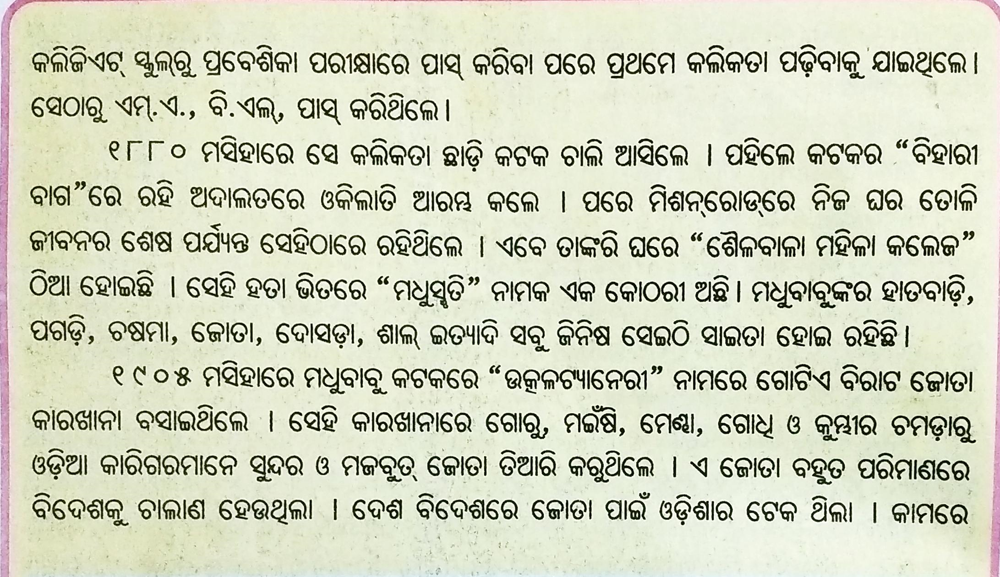 କଲିଜିଏଟ୍ ସ୍କୁଲ୍‌ରୁ ପ୍ରବେଶିକା ପରୀକ୍ଷାରେ ପାସ୍ କରିବା ପରେ ପ୍ରଥମେ କଲିକତା ପଢ଼ିବାକୁ ଯାଇଥିଲେ।
ସେଠାରୁ ଏମ୍.ଏ., ବି.ଏଲ୍, ପାସ୍ କରିଥିଲେ।
୧୮୮୦ ମସିହାରେ ସେ କଲିକତା ଛାଡ଼ି କଟକ ଚାଲି ଆସିଲେ । ପହିଲେ କଟକର “ବିହାରୀ
ବାଗ”ରେ ରହି ଅଦାଲତରେ ଓକିଲାତି ଆରମ୍ଭ କଲେ । ପରେ ମିଶନ୍‌ରୋଡ୍‌ରେ ନିଜ ଘର ତୋଳି
ଜୀବନର ଶେଷ ପର୍ଯ୍ୟନ୍ତ ସେହିଠାରେ ରହିଥିଲେ । ଏବେ ତାଙ୍କରି ଘରେ “ଶୈଳବାଳା ମହିଳା କଲେଜ”
ଠିଆ ହୋଇଛି । ସେହି ହତା ଭିତରେ “ମଧୁସ୍ମୃତି” ନାମକ ଏକ କୋଠରୀ ଅଛି। ମଧୁବାବୁଙ୍କର ହାତବାଡ଼ି,
ପଗଡ଼ି, ଚଷମା, ଜୋତା, ଦୋସଡ଼ା, ଶାଲ୍ ଇତ୍ୟାଦି ସବୁ ଜିନିଷ ସେଇଠି ସାଇତା ହୋଇ ରହିଛି।
୧୯୦୫ ମସିହାରେ ମଧୁବାବୁ କଟକରେ “ଉତ୍କଳଟ୍ୟାନେରୀ” ନାମରେ ଗୋଟିଏ ବିରାଟ ଜୋତା
କାରଖାନା ବସାଇଥିଲେ । ସେହି କାରଖାନାରେ ଗୋରୁ, ମଇଁଷି, ମେଣ୍ଢା, ଗୋଧି ଓ କୁମ୍ଭୀର ଚମଡ଼ାରୁ
ଓଡ଼ିଆ କାରିଗରମାନେ ସୁନ୍ଦର ଓ ମଜବୁତ୍ ଜୋତା ତିଆରି କରୁଥିଲେ । ଏ ଜୋତା ବହୁତ ପରିମାଣରେ
ବିଦେଶକୁ ଚାଲାଣ ହେଉଥିଲା । ଦେଶ ବିଦେଶରେ ଜୋତା ପାଇଁ ଓଡ଼ିଶାର ଟେକ ଥିଲା । କାମରେ